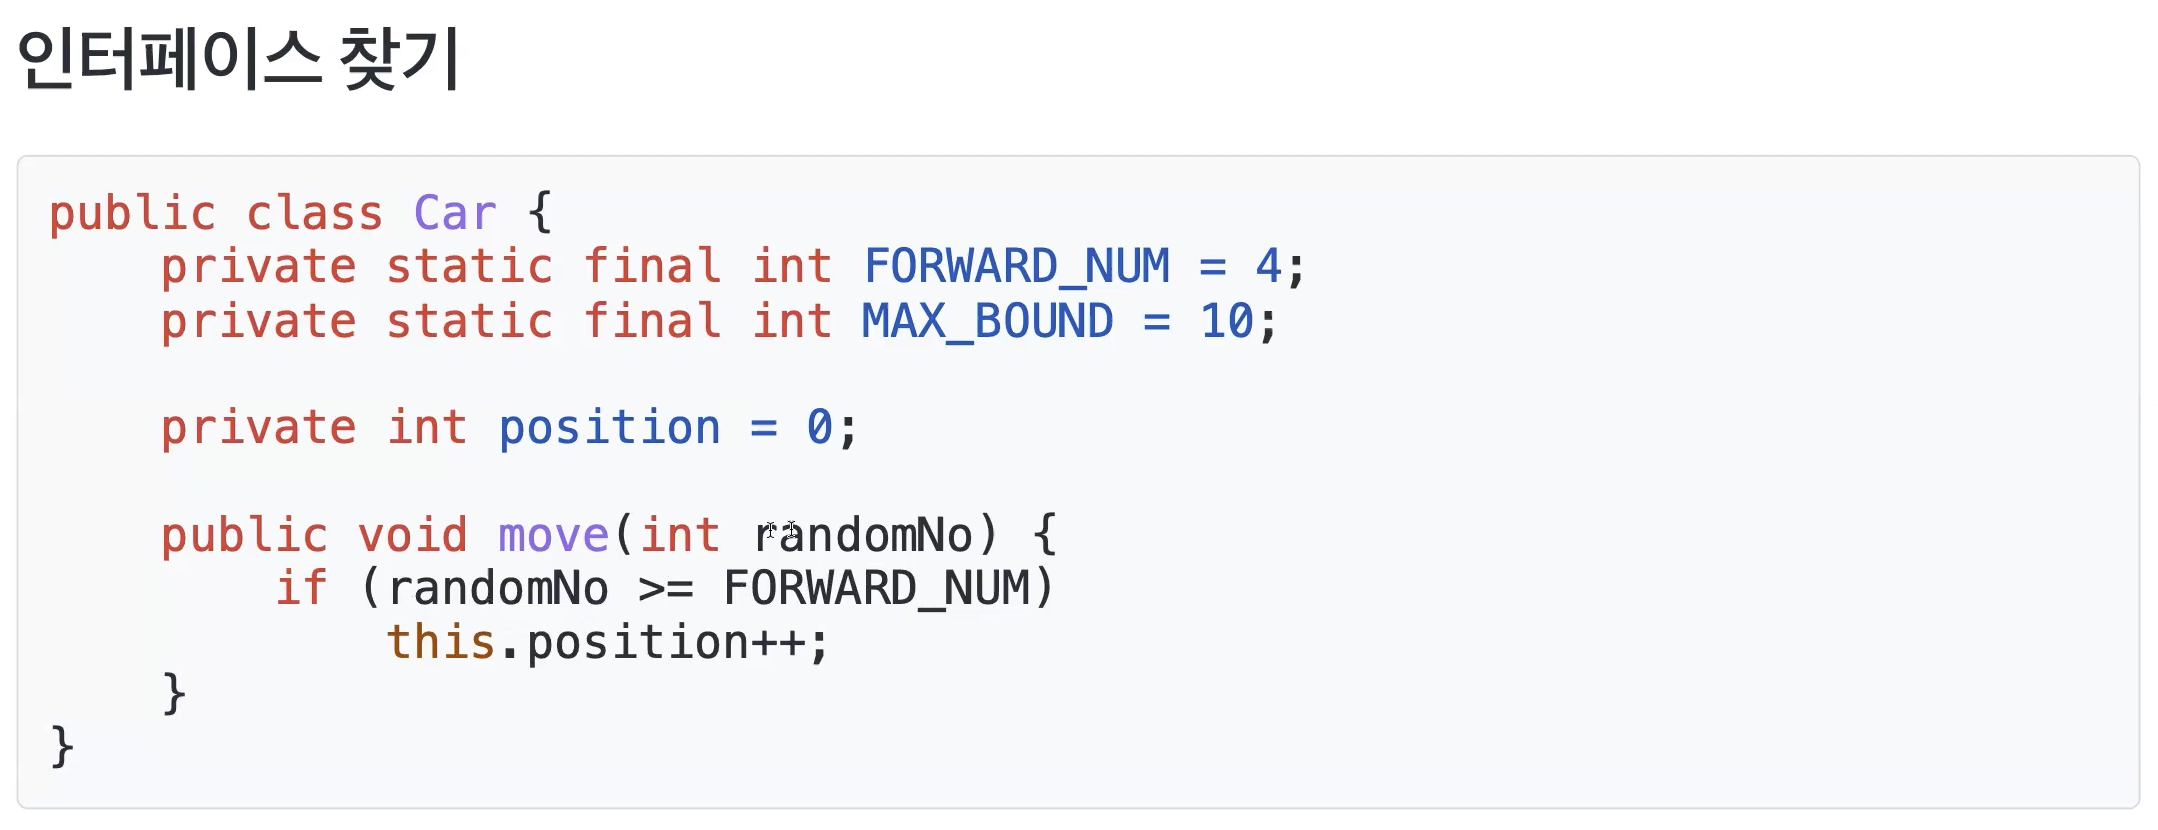 인터페이스 찾기
public class Car {
    private static final int FORWARD_NUM = 4;
    private static final int MAX_BOUND = 10;
    private int position = 0;
    public void move(int randomNo) {
        if (randomNo >= FORWARD_NUM)
            this.position++;
    }
}